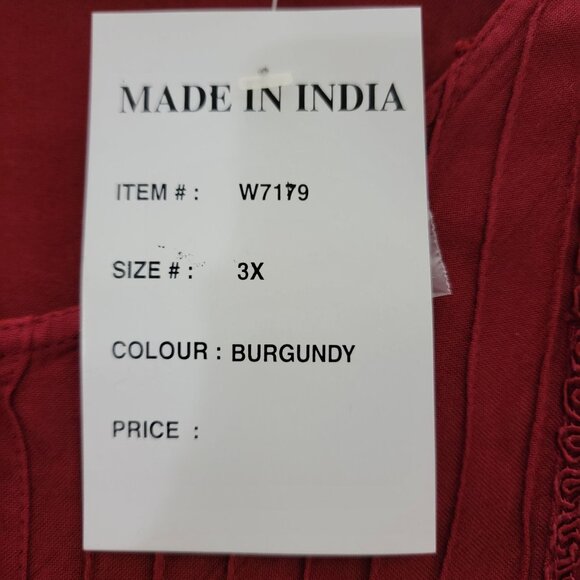 MADE IN INDIA
ITEM # : W7179
SIZE # : 3X
COLOUR : BURGUNDY
PRICE :